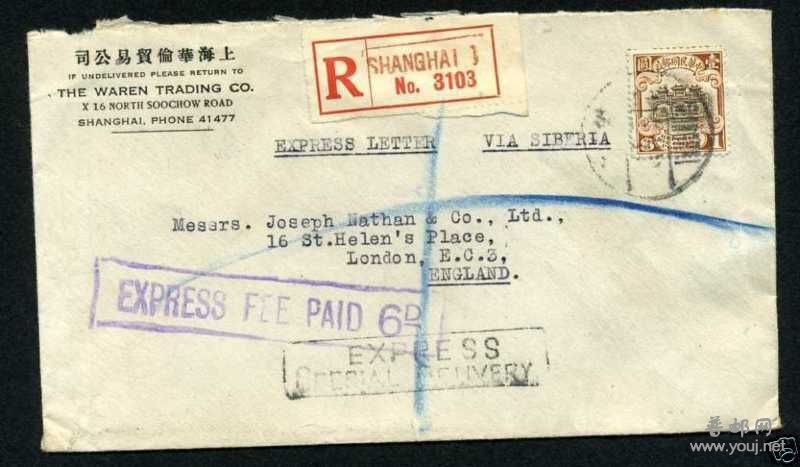 司公易貿倫華海上
IF UNDELIVERED PLEASE RETURN TO
THE WAREN TRADING CO.
X 16 NORTH SOOCHOW ROAD
SHANGHAI, PHONE 41477
R
SHANGHAI 1
No. 3103
EXPRESS LETTER VIA SIBERIA
Messrs. Joseph Nathan & Co., Ltd.,
16 St.Helen's Place,
London, E.C.3,
ENGLAND.
EXPRESS FEE PAID 6D
EXPRESS
SPECIAL DELIVERY
普邮网
www.youj.net